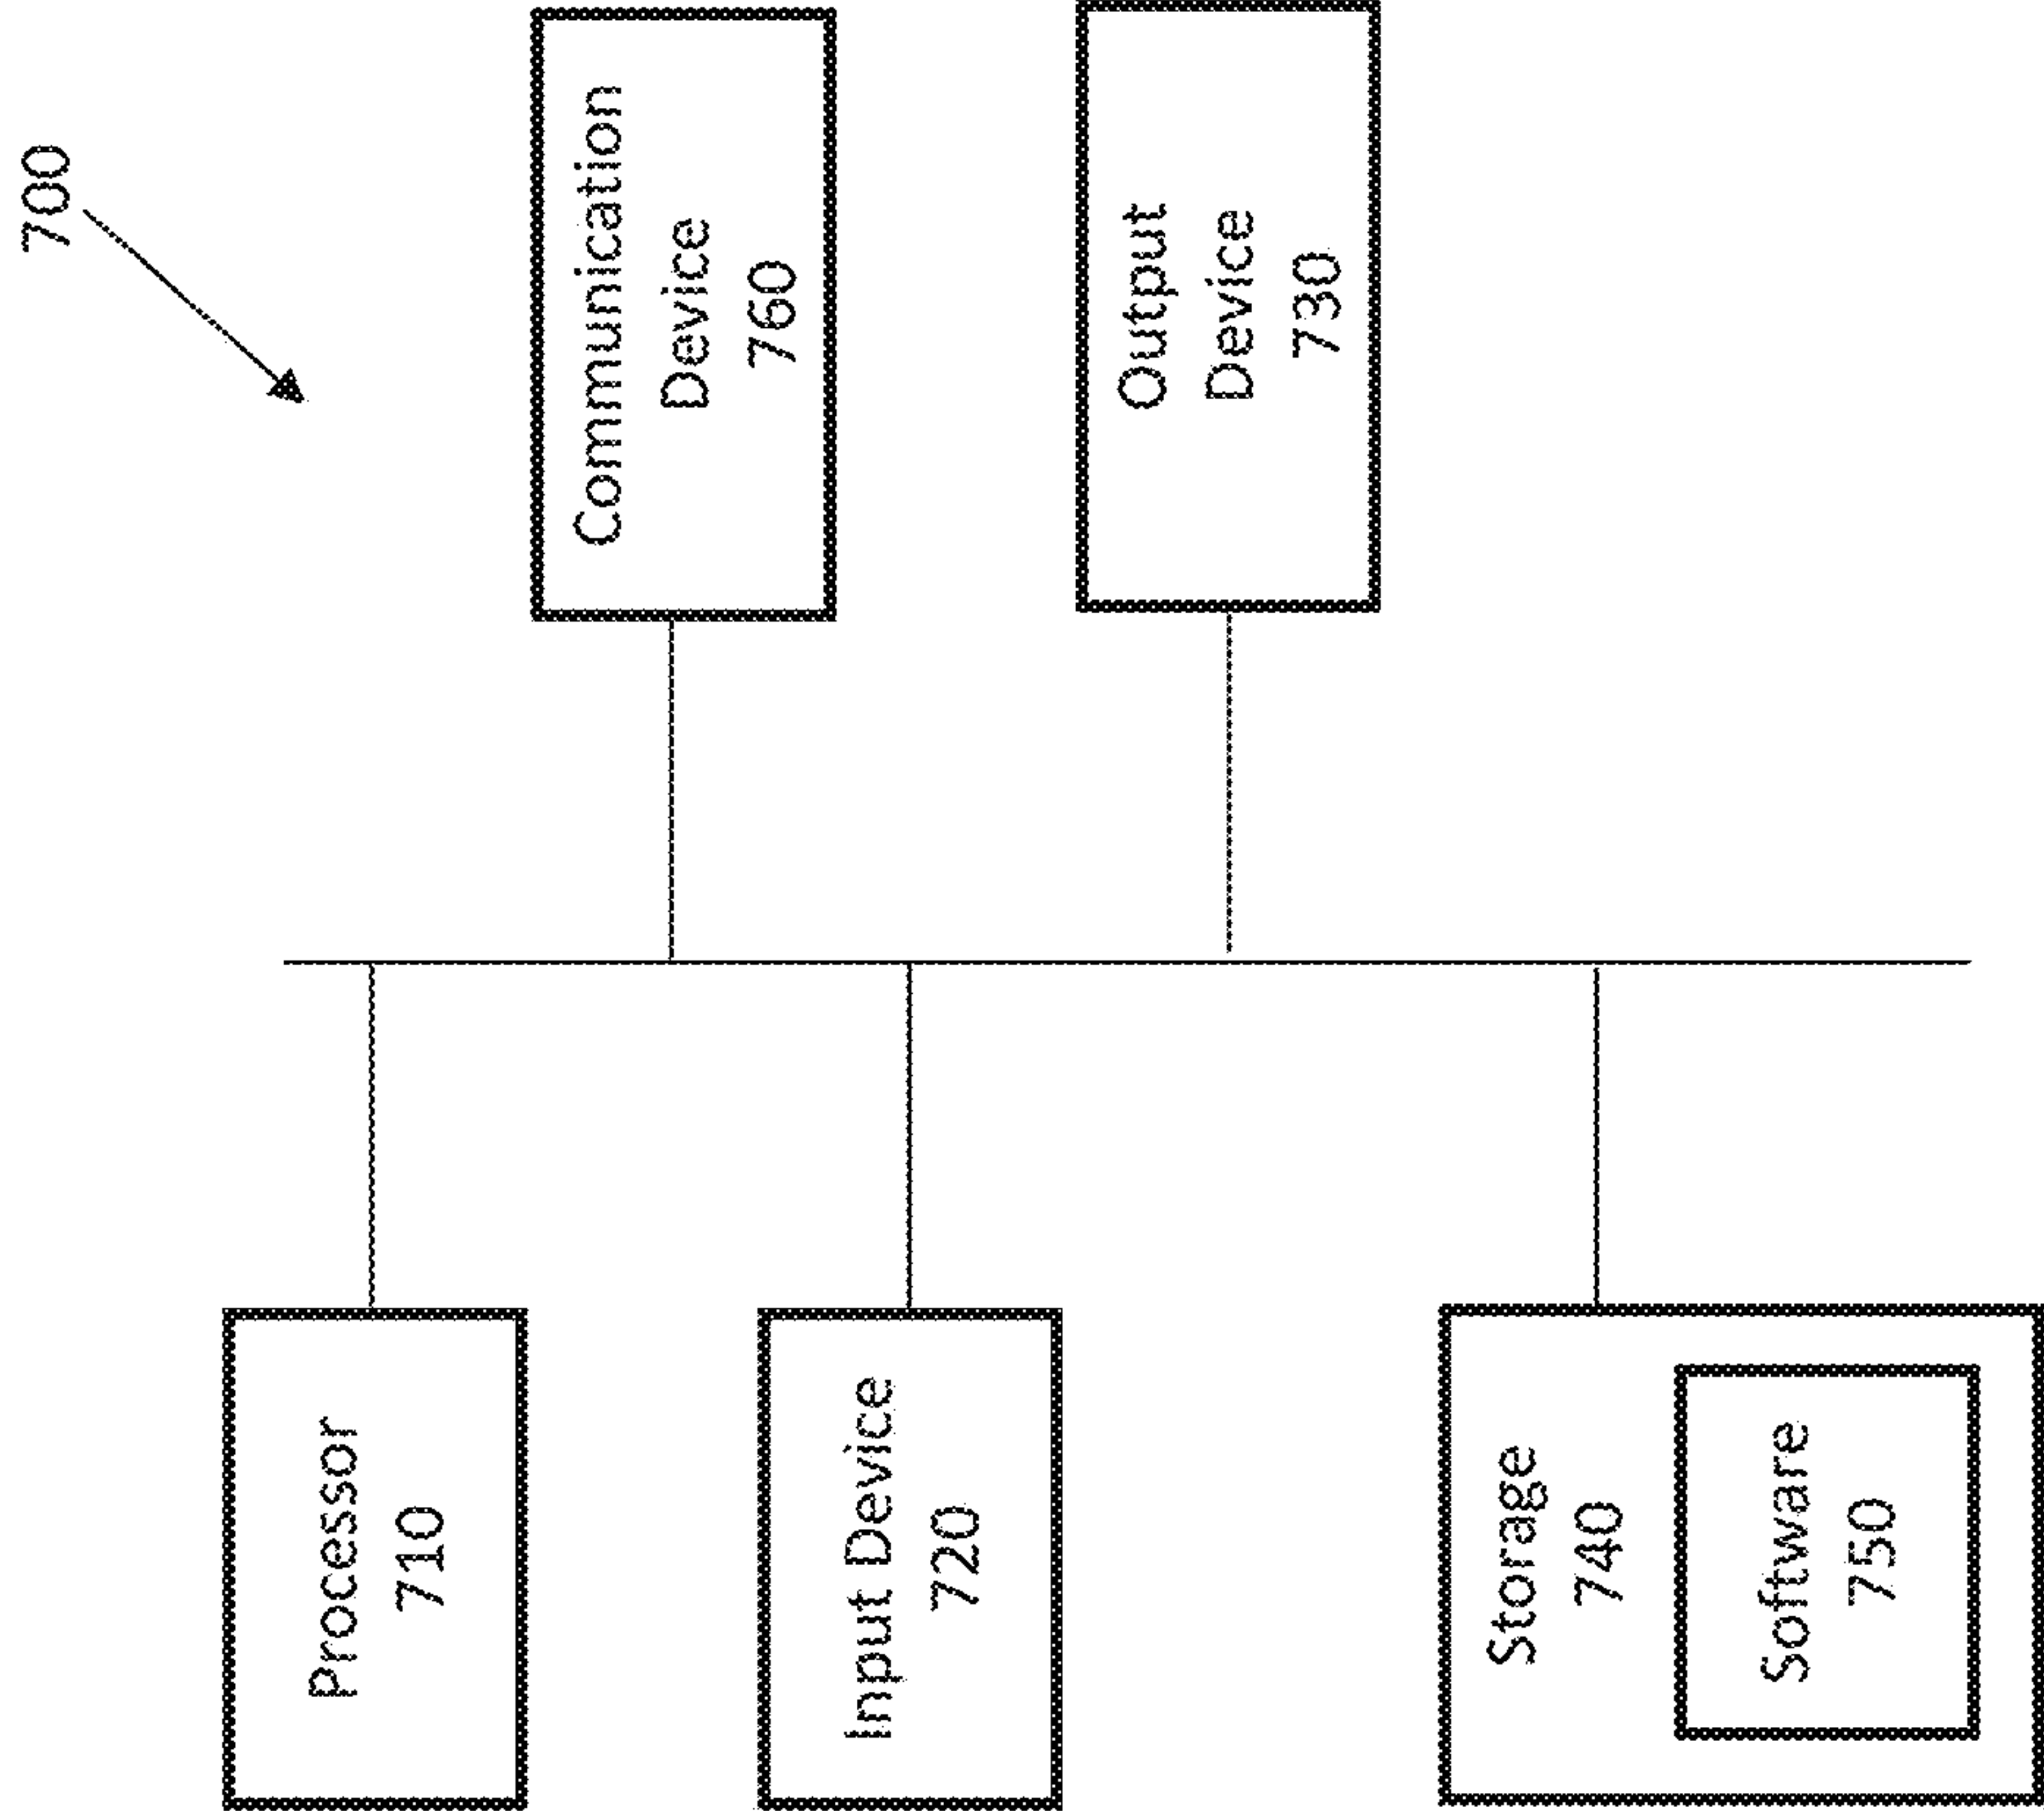 700
Processor
710
Communication
Device
760
Input Device
720
Output
Device
730
Storage
740
Software
750